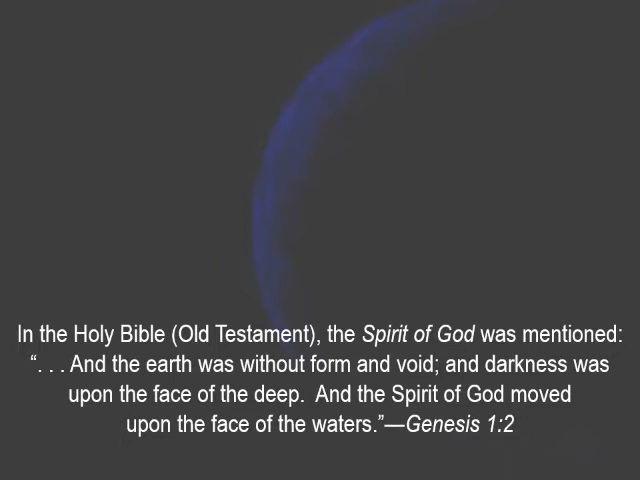 In the Holy Bible (Old Testament), the Spirit of God was mentioned:
“. . . And the earth was without form and void; and darkness was
upon the face of the deep.  And the Spirit of God moved
upon the face of the waters.”—Genesis 1:2